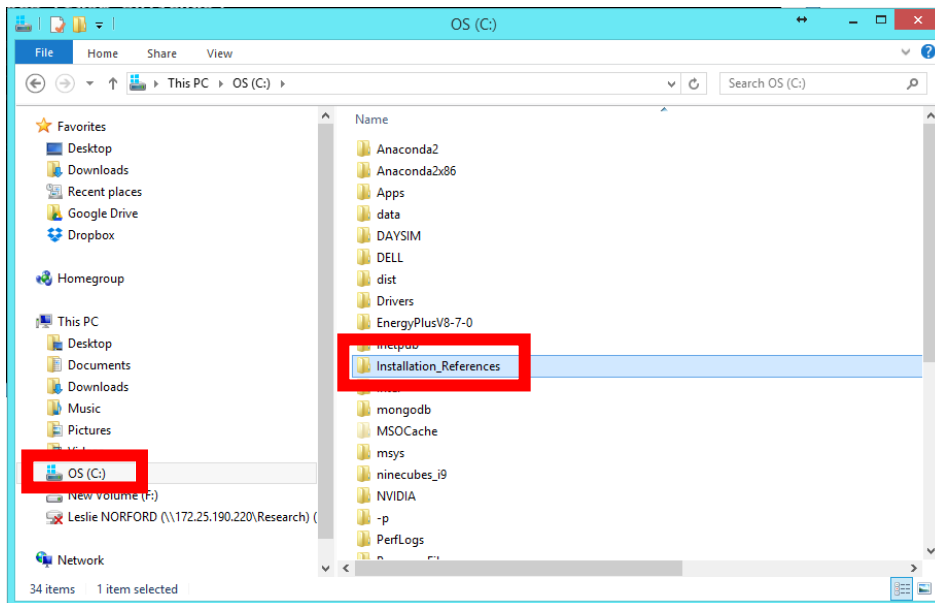 OS (C:)
File Home Share View
This PC OS (C:) Search OS (C:)
Favorites
Desktop
Downloads
Recent places
Google Drive
Dropbox
Homegroup
This PC
Desktop
Documents
Downloads
Music
Pictures
OS (C:)
New Volume (F:)
Leslie NORFORD (\\172.25.190.220\Research) (
Network
Name
Anaconda2
Anaconda2x86
Apps
data
DAYSIM
DELL
dist
Drivers
EnergyPlusV8-7-0
inetpub
Installation_References
mongodb
MSOCache
msys
ninecubes_i9
NVIDIA
-p
PerfLogs
34 items 1 item selected